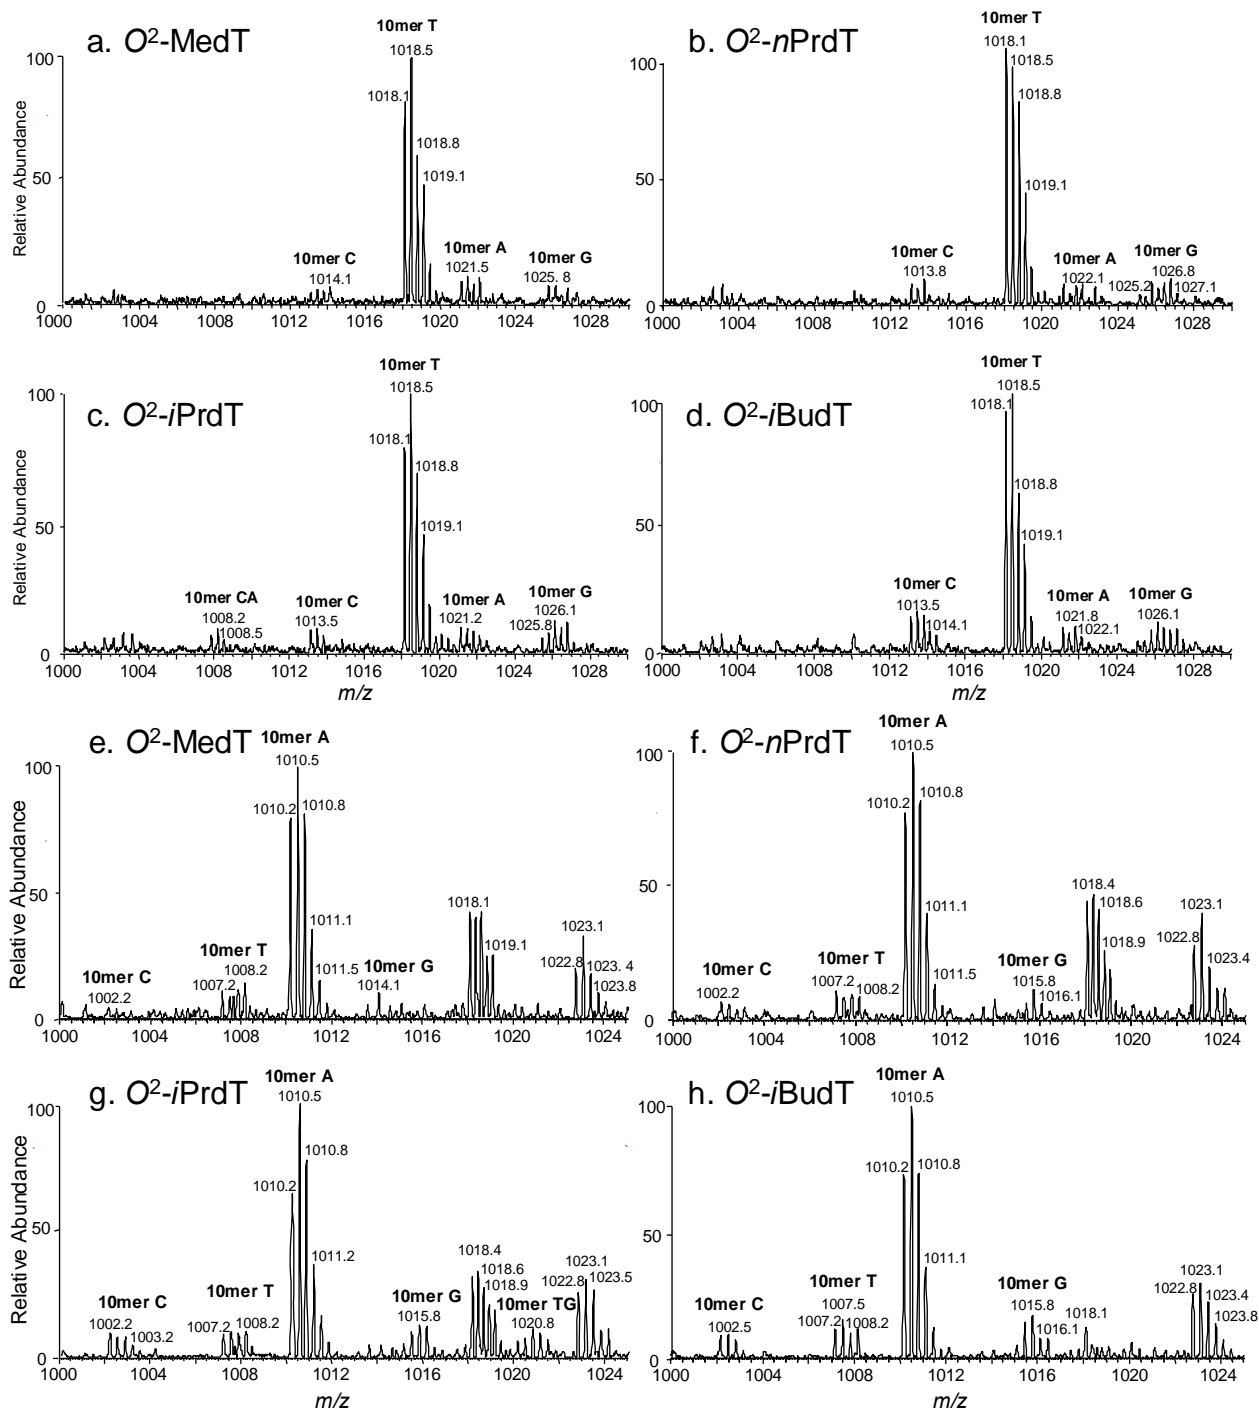 a. O2-MedT
10mer T
1018.5
1018.1
1018.8
1019.1
10mer C
1014.1
10mer A
1021.5
10mer G
1025. 8
Relative Abundance
100
50
0
1000 1004 1008 1012 1016 1020 1024 1028
b. O2-nPrdT
10mer T
1018.1
1018.5
1018.8
1019.1
10mer C
1013.8
10mer A
1022.1
10mer G
1026.8
1025.2
1027.1
100
50
0
1000 1004 1008 1012 1016 1020 1024 1028
c. O2-iPrdT
10mer T
1018.5
1018.1
1018.8
1019.1
10mer CA
1008.2
1008.5
10mer C
1013.5
10mer A
1021.2
10mer G
1026.1
1025.8
Relative Abundance
100
50
0
1000 1004 1008 1012 1016 1020 1024 1028
m/z
d. O2-iBudT
10mer T
1018.5
1018.1
1018.8
1019.1
10mer C
1013.5
1014.1
10mer A
1021.8
1022.1
10mer G
1026.1
100
50
0
1000 1004 1008 1012 1016 1020 1024 1028
m/z
e. O2-MedT
10mer A
1010.5
1010.2
1010.8
1011.1
1011.5
10mer C
1002.2
10mer T
1007.2
1008.2
10mer G
1014.1
1018.1
1019.1
1023.1
1022.8
1023. 4
1023.8
Relative Abundance
100
50
0
1000 1004 1008 1012 1016 1020 1024
f. O2-nPrdT
10mer A
1010.5
1010.2
1010.8
1011.1
1011.5
10mer C
1002.2
10mer T
1007.2
1008.2
10mer G
1015.8
1016.1
1018.4
1018.6
1018.9
1023.1
1022.8
1023.4
100
50
0
1000 1004 1008 1012 1016 1020 1024
g. O2-iPrdT
10mer A
1010.5
1010.2
1010.8
1011.2
10mer C
1002.2
1003.2
10mer T
1007.2
1008.2
10mer G
1015.8
1018.4
1018.6
1018.9
10mer TG
1020.8
1023.1
1022.8
1023.5
Relative Abundance
100
50
0
1000 1004 1008 1012 1016 1020 1024
m/z
h. O2-iBudT
10mer A
1010.5
1010.2
1010.8
1011.1
10mer C
1002.5
10mer T
1007.5
1007.2
1008.2
10mer G
1015.8
1016.1
1018.1
1023.1
1022.8
1023.4
1023.8
100
50
0
1000 1004 1008 1012 1016 1020 1024
m/z